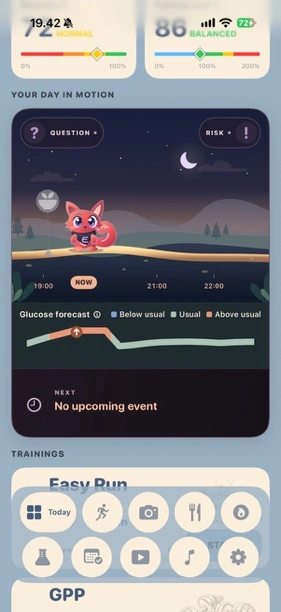 19.42
72
72 NORMAL
86 BALANCED
0% 100%
0% 100% 200%
YOUR DAY IN MOTION
? QUESTION
RISK !
E
19:00 NOW 21:00 22:00
Glucose forecast Below usual Usual Above usual
NEXT
No upcoming event
TRAININGS
Easy Run
Today
GPP